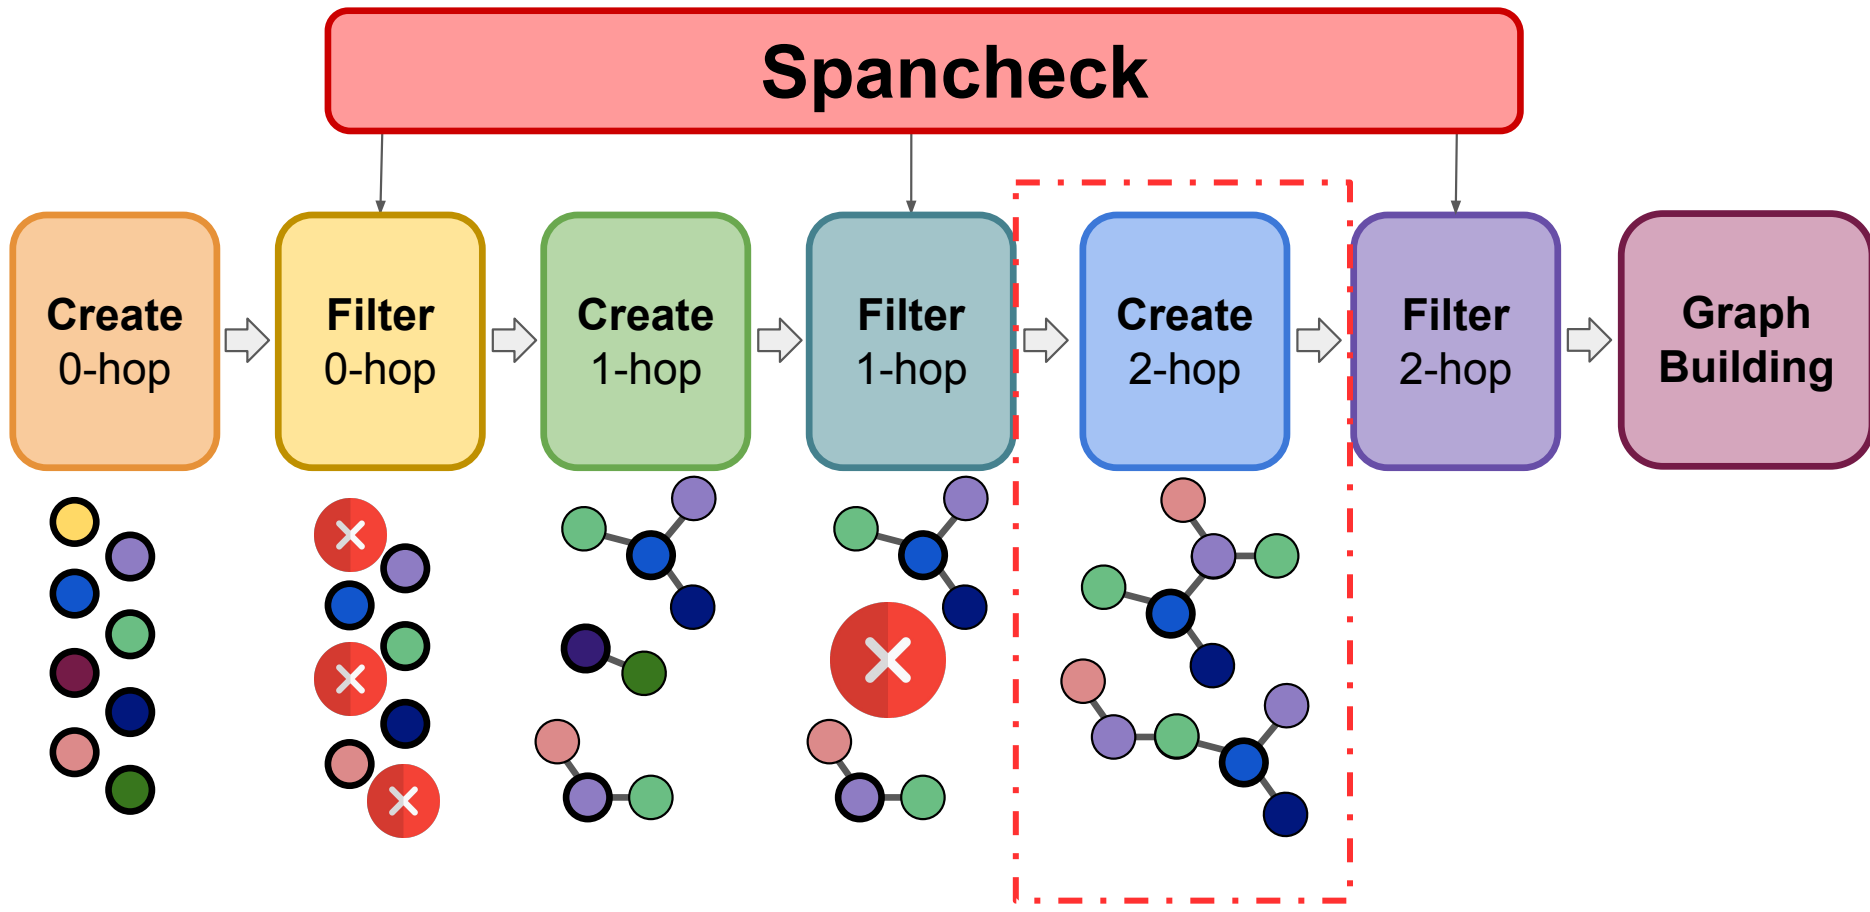 Spancheck
Create
0-hop
Filter
0-hop
Create
1-hop
Filter
1-hop
Create
2-hop
Filter
2-hop
Graph
Building